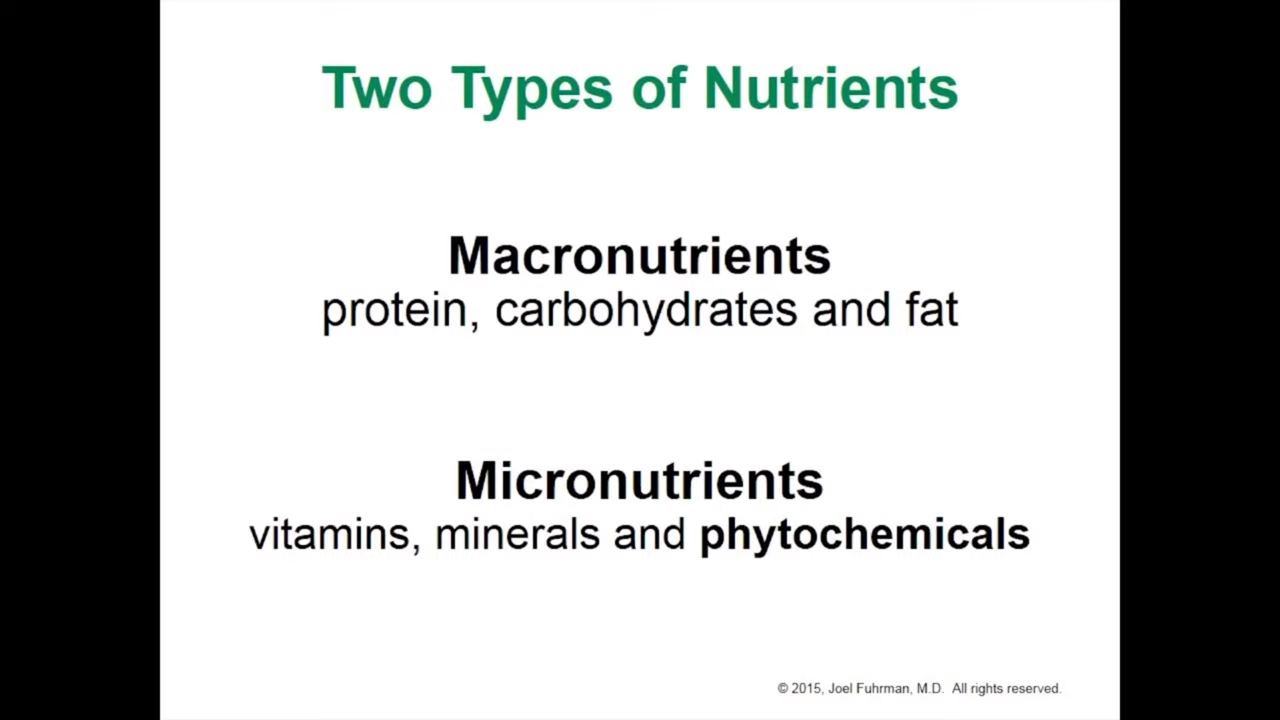 Two Types of Nutrients
Macronutrients
protein, carbohydrates and fat
Micronutrients
vitamins, minerals and phytochemicals
© 2015, Joel Fuhrman, M.D. All rights reserved.